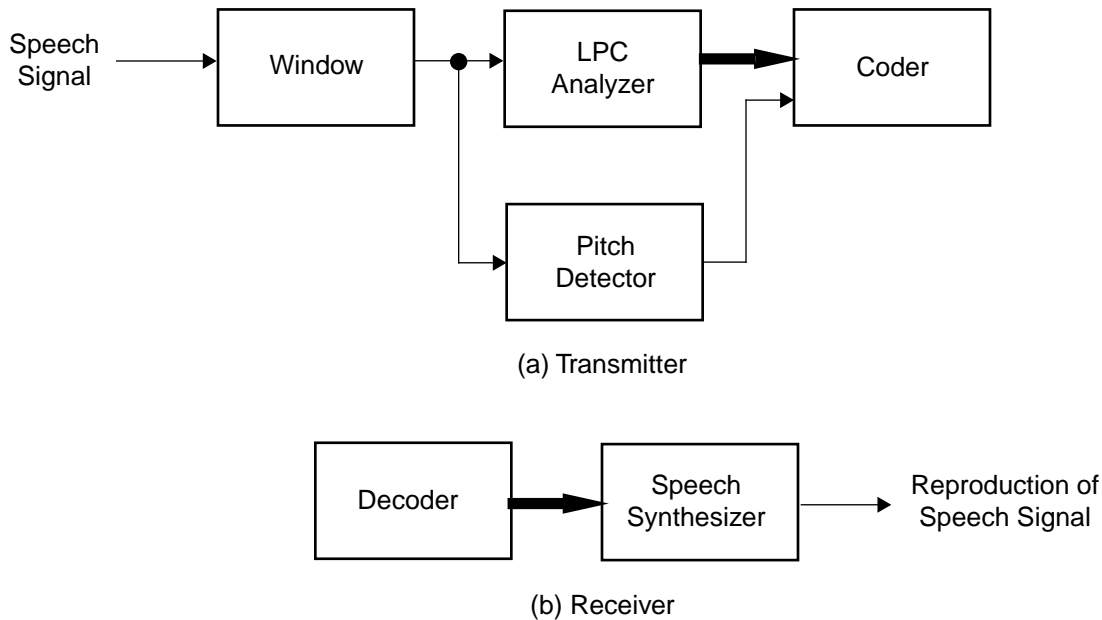 Speech
Signal
Window
LPC
Analyzer
Coder
Pitch
Detector
(a) Transmitter
Decoder
Speech
Synthesizer
Reproduction of
Speech Signal
(b) Receiver